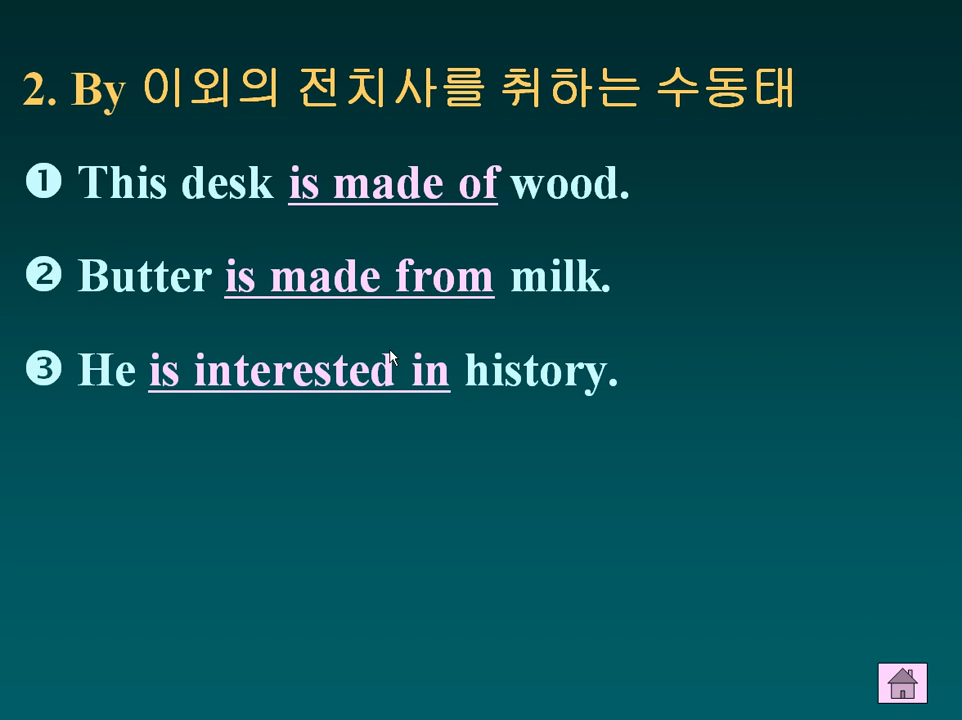 2. By 이외의 전치사를 취하는 수동태
❶ This desk is made of wood.
❷ Butter is made from milk.
❸ He is interested in history.